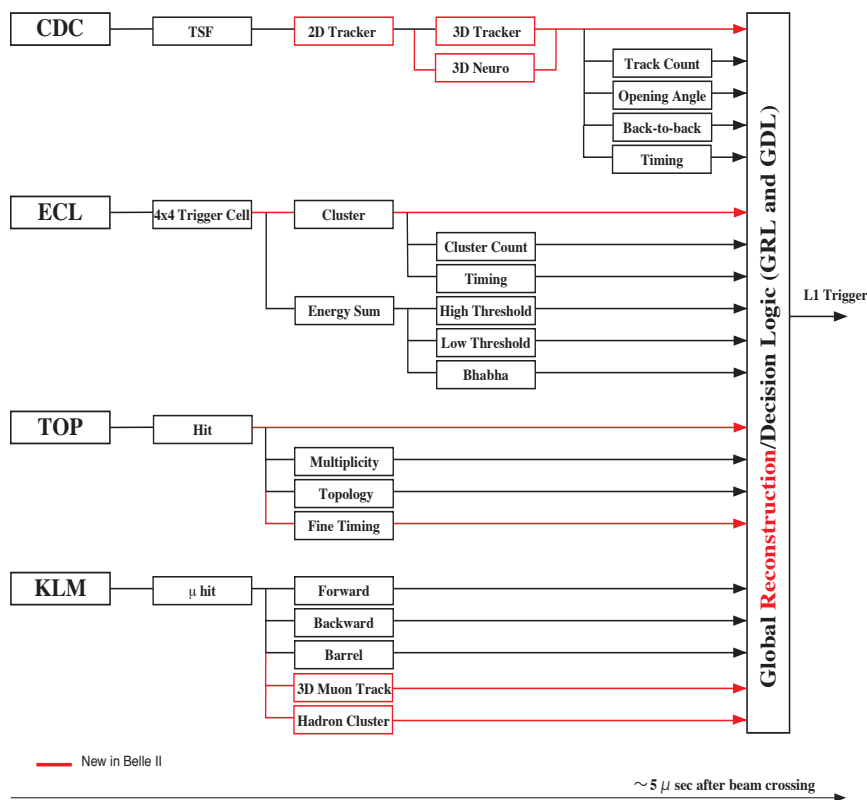 CDC
TSF
2D Tracker
3D Tracker
3D Neuro
Track Count
Opening Angle
Back-to-back
Timing
ECL
4x4 Trigger Cell
Cluster
Cluster Count
Timing
Energy Sum
High Threshold
Low Threshold
Bhabha
TOP
Hit
Multiplicity
Topology
Fine Timing
KLM
μ hit
Forward
Backward
Barrel
3D Muon Track
Hadron Cluster
Global Reconstruction/Decision Logic (GRL and GDL)
L1 Trigger
New in Belle II
～5 μ sec after beam crossing